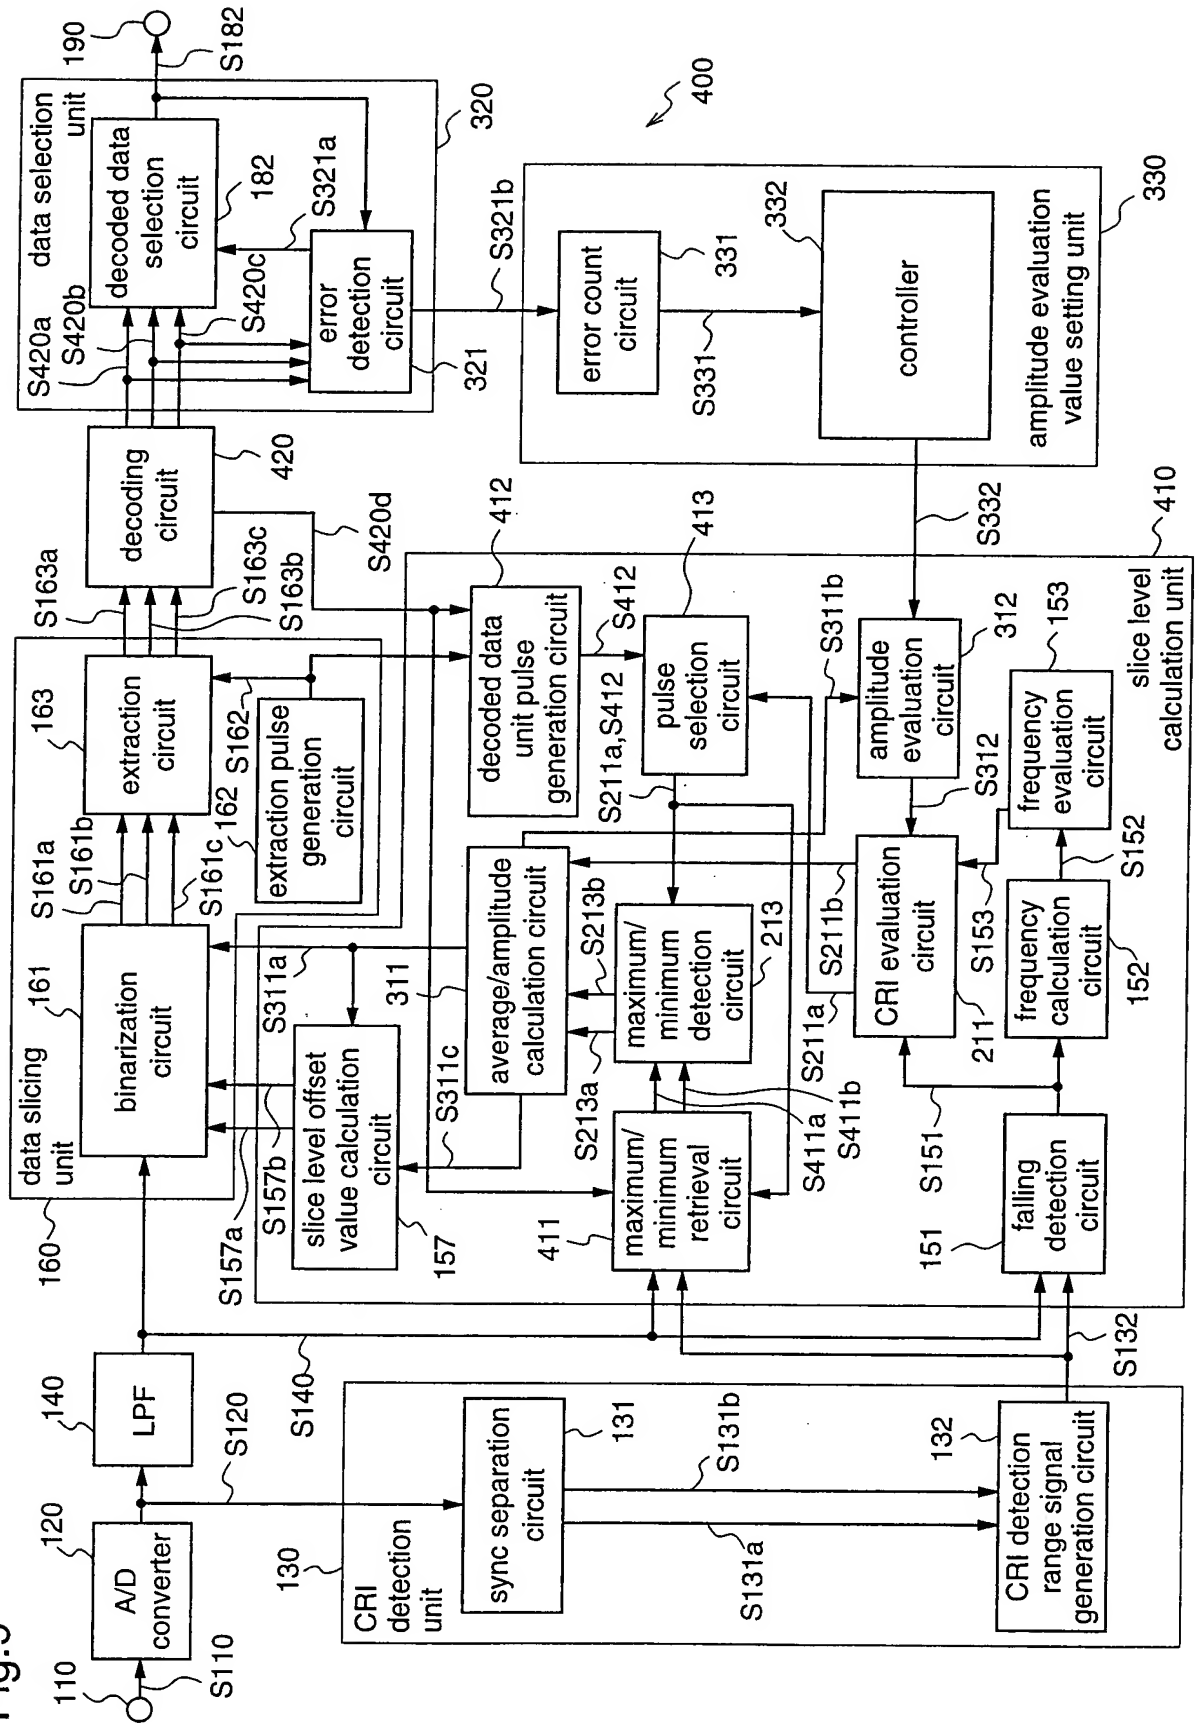 Fig.9
110
S110
120
A/D
converter
S120
140
LPF
S140
160
data slicing
unit
161
binarization
circuit
S161a
S161b
S161c
163
extraction
circuit
S162
162
extraction pulse
generation
circuit
S163a
S163c
S163b
decoding
circuit
420
S420d
S420a
S420b
S420c
data selection
unit
decoded data
selection
circuit
182
S321a
error
detection
circuit
321
320
190
S182
400
S157a
S157b
S311a
slice level offset
value calculation
circuit
157
S311c
311
average/amplitude
calculation circuit
S213a
S213b
411
maximum/
minimum
retrieval
circuit
S411a
S411b
maximum/
minimum
detection
circuit
213
412
decoded data
unit pulse
generation circuit
S412
S211a,S412
413
pulse
selection
circuit
S211a
S211b
S311b
CRI evaluation
circuit
211
amplitude
evaluation
circuit
312
S312
S153
S151
151
falling
detection
circuit
frequency
calculation
circuit
152
S152
frequency
evaluation
circuit
153
slice level
calculation unit
410
S332
S321b
error count
circuit
331
S331
332
controller
amplitude evaluation
value setting unit
330
130
CRI
detection
unit
sync separation
circuit
131
S131a
S131b
132
CRI detection
range signal
generation circuit
S132